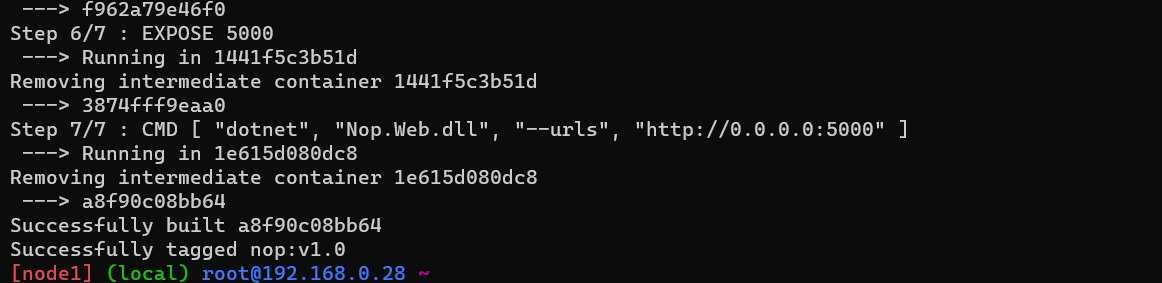 ---> f962a79e46f0
Step 6/7 : EXPOSE 5000
---> Running in 1441f5c3b51d
Removing intermediate container 1441f5c3b51d
---> 3874fff9eaa0
Step 7/7 : CMD [ "dotnet", "Nop.Web.dll", "--urls", "http://0.0.0.0:5000" ]
---> Running in 1e615d080dc8
Removing intermediate container 1e615d080dc8
---> a8f90c08bb64
Successfully built a8f90c08bb64
Successfully tagged nop:v1.0
[node1] (local) root@192.168.0.28 ~